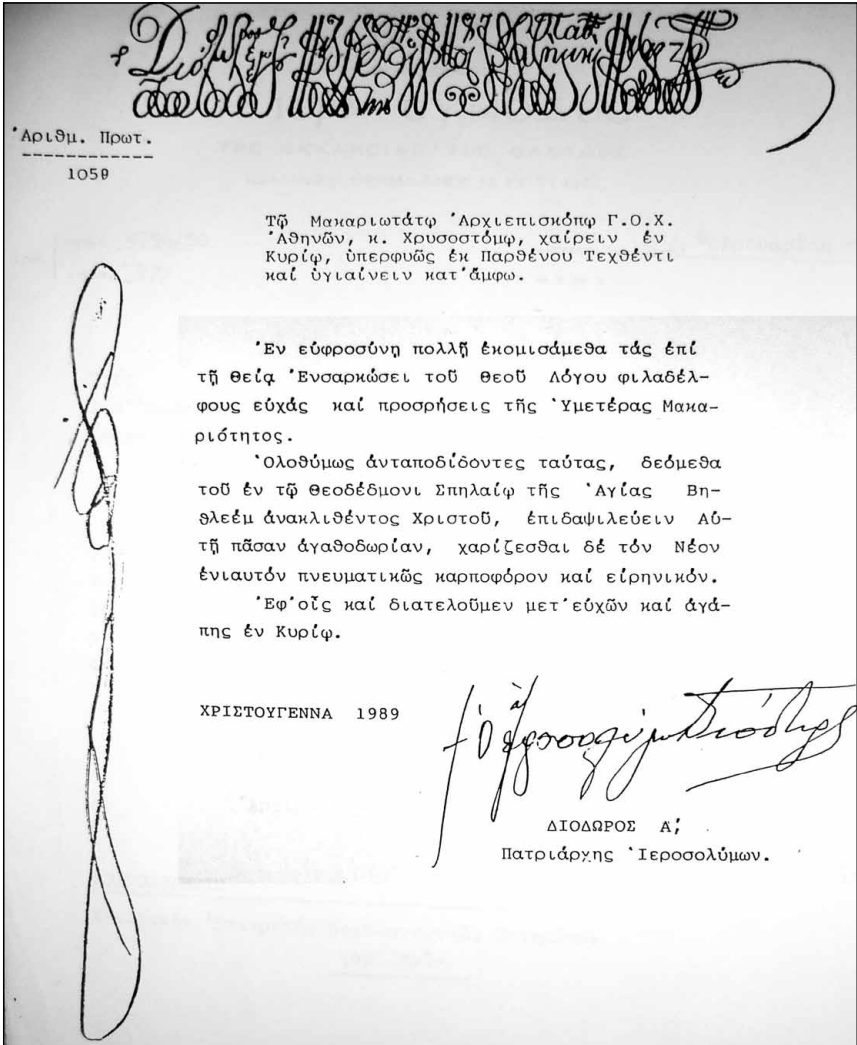 Ἀριθμ. Πρωτ.
1050
Τῷ Μακαριωτάτῳ Ἀρχιεπισκόπῳ Γ.Ο.Χ.
Ἀθηνῶν, κ. Χρυσοστόμῳ, χαίρειν ἐν
Κυρίῳ, ὑπερφυῶς ἐκ Παρθένου Τεχθέντι
καί ὑγιαίνειν κατ'ἄμφω.
Ἐν εὐφροσύνῃ πολλῇ ἐκομισάμεθα τάς ἐπί
τῇ θείᾳ Ἐνσαρκώσει τοῦ Θεοῦ Λόγου φιλαδέλ-
φους εὐχάς καί προσρήσεις τῆς Ὑμετέρας Μακα-
ριότητος.
Ὁλοθύμως ἀνταποδίδοντες ταύτας, δεόμεθα
τοῦ ἐν τῷ Θεοδέδμονι Σπηλαίῳ τῆς Ἁγίας Βη-
θλεέμ ἀνακλιθέντος Χριστοῦ, ἐπιδαψιλεύειν Αὐ-
τῇ πᾶσαν ἀγαθοδωρίαν, χαρίζεσθαι δέ τόν Νέον
ἐνιαυτόν πνευματικῶς καρποφόρον καί εἰρηνικόν.
Ἐφ'οἷς καί διατελοῦμεν μετ'εὐχῶν καί ἀγά-
πης ἐν Κυρίῳ.
ΧΡΙΣΤΟΥΓΕΝΝΑ 1989
ΔΙΟΔΩΡΟΣ Α'
Πατριάρχης Ἱεροσολύμων.